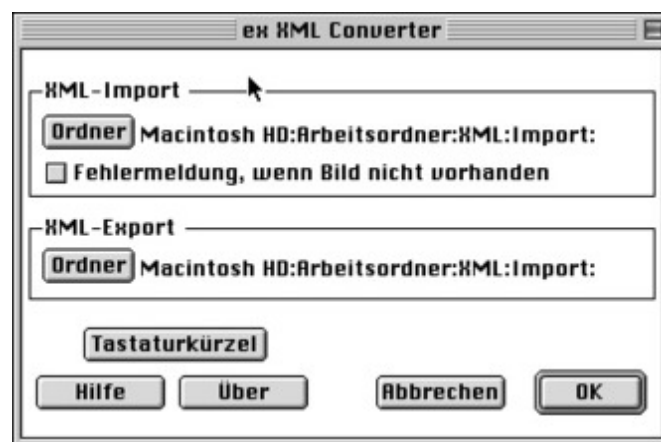 ex XML Converter
XML-Import
Ordner Macintosh HD:Arbeitsordner:XML:Import:
Fehlermeldung, wenn Bild nicht vorhanden
XML-Export
Ordner Macintosh HD:Arbeitsordner:XML:Import:
Tastaturkürzel
Hilfe Über Abbrechen OK